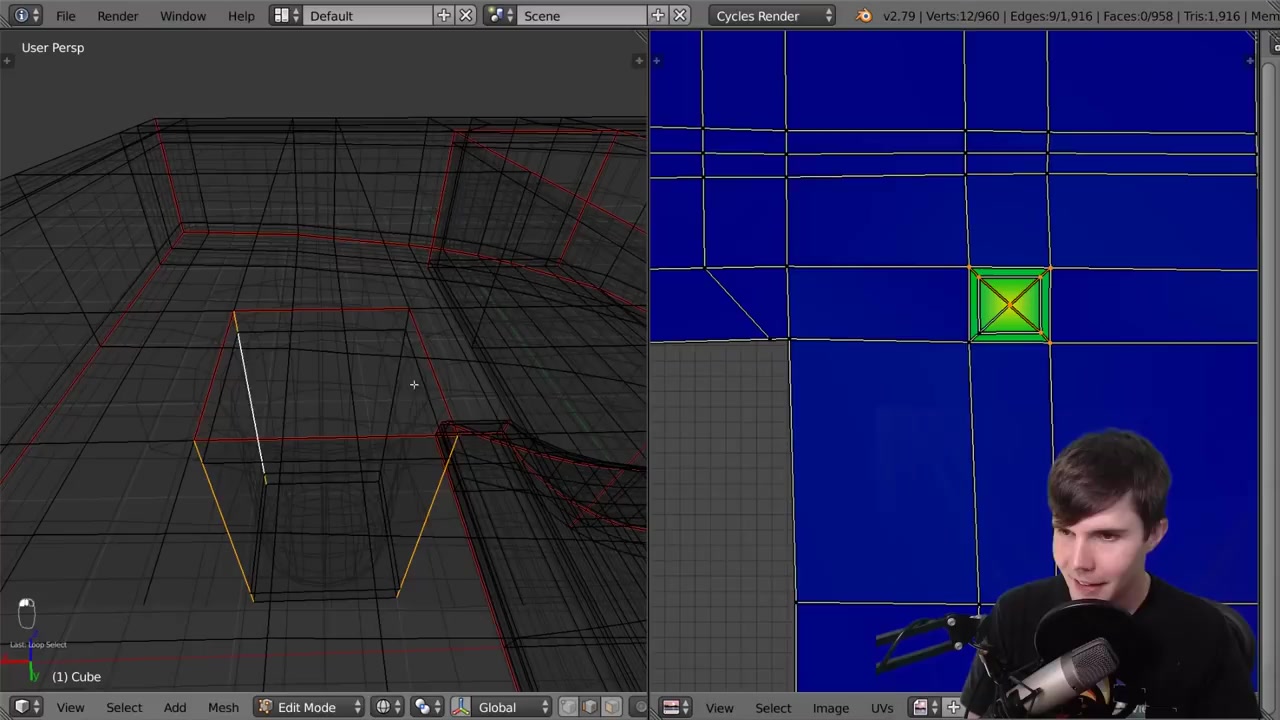 File Render Window Help Default Scene Cycles Render v2.79 | Verts:12/960 | Edges:9/1,916 | Faces:0/958 | Tris:1,916 | Mem
User Persp
Last: Loop Select
(1) Cube
View Select Add Mesh Edit Mode Global View Select Image UVs